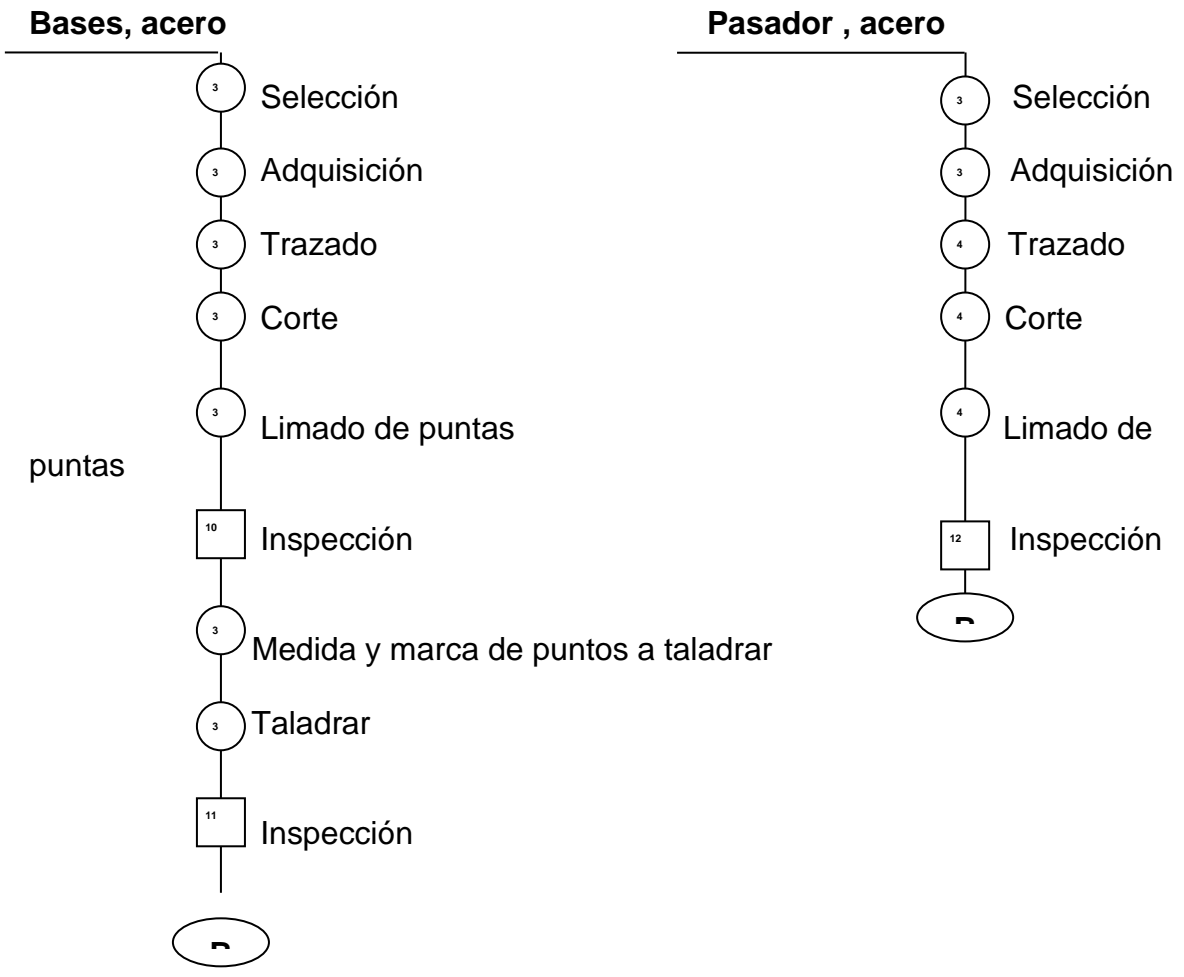 Bases, acero
3 Selección
3 Adquisición
3 Trazado
3 Corte
3 Limado de puntas
10 Inspección
3 Medida y marca de puntos a taladrar
3 Taladrar
11 Inspección
Pasador , acero
3 Selección
3 Adquisición
4 Trazado
4 Corte
4 Limado de
puntas
12 Inspección